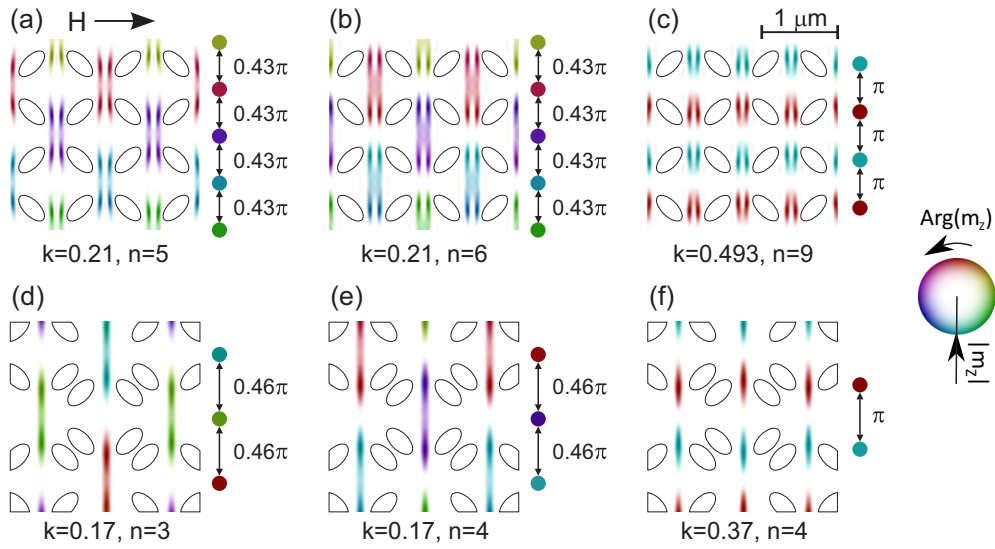 (a) H
0.43π
0.43π
0.43π
0.43π
k=0.21, n=5
(b)
0.43π
0.43π
0.43π
0.43π
k=0.21, n=6
(c) 1 μm
π
π
π
k=0.493, n=9
Arg(m_z)
|m_z|
(d)
0.46π
0.46π
k=0.17, n=3
(e)
0.46π
0.46π
k=0.17, n=4
(f)
π
k=0.37, n=4